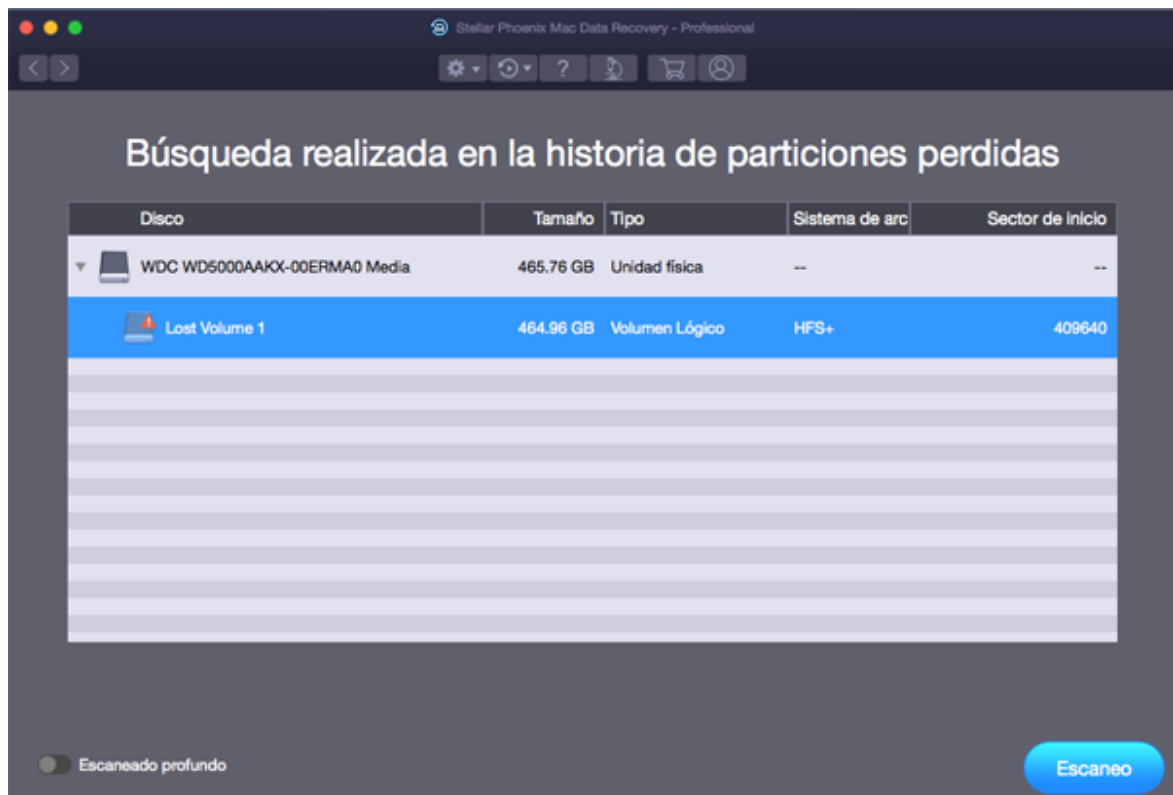 Stellar Phoenix Mac Data Recovery - Professional
?
Búsqueda realizada en la historia de particiones perdidas
Disco Tamaño Tipo Sistema de arc Sector de inicio
WDC WD5000AAKX-00ERMA0 Media 465.76 GB Unidad física -- --
Lost Volume 1 464.96 GB Volumen Lógico HFS+ 409640
Escaneado profundo
Escaneo